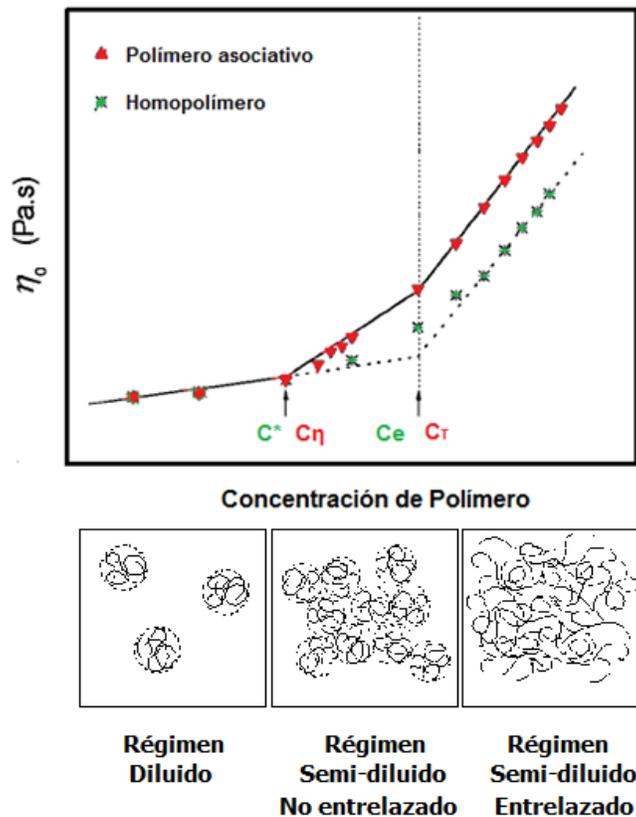 Polímero asociativo
Homopolímero
η₀ (Pa.s)
C* Cη Ce Cᴛ
Concentración de Polímero
Régimen Diluido
Régimen Semi-diluido No entrelazado
Régimen Semi-diluido Entrelazado